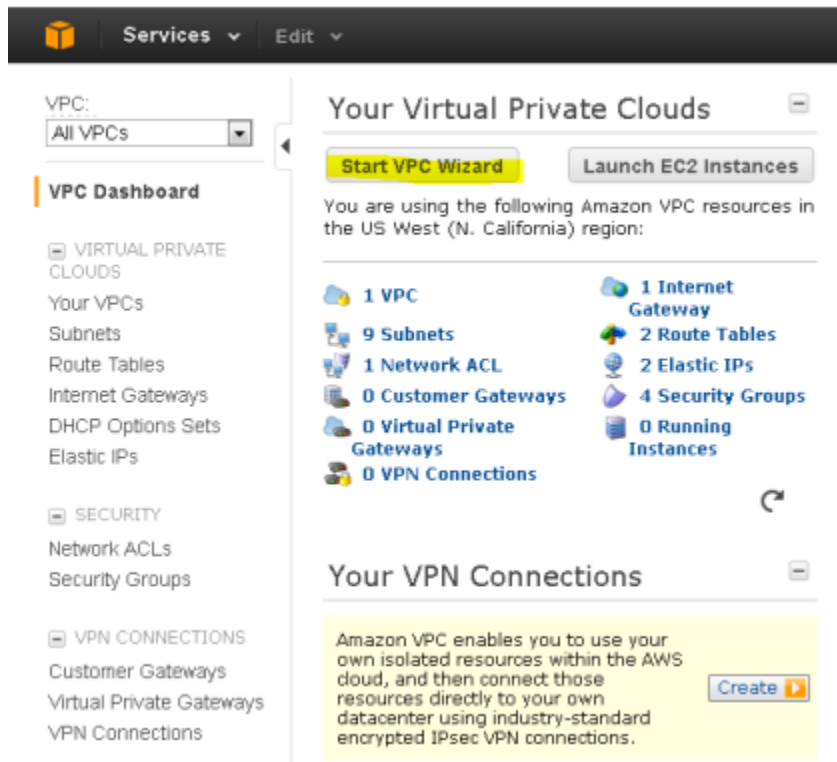 Services Edit
VPC:
All VPCs
VPC Dashboard
VIRTUAL PRIVATE
CLOUDS
Your VPCs
Subnets
Route Tables
Internet Gateways
DHCP Options Sets
Elastic IPs
SECURITY
Network ACLs
Security Groups
VPN CONNECTIONS
Customer Gateways
Virtual Private Gateways
VPN Connections
Your Virtual Private Clouds
Start VPC Wizard
Launch EC2 Instances
You are using the following Amazon VPC resources in
the US West (N. California) region:
1 VPC
9 Subnets
1 Network ACL
0 Customer Gateways
0 Virtual Private
Gateways
0 VPN Connections
1 Internet
Gateway
2 Route Tables
2 Elastic IPs
4 Security Groups
0 Running
Instances
Your VPN Connections
Amazon VPC enables you to use your
own isolated resources within the AWS
cloud, and then connect those
resources directly to your own
datacenter using industry-standard
encrypted IPsec VPN connections.
Create